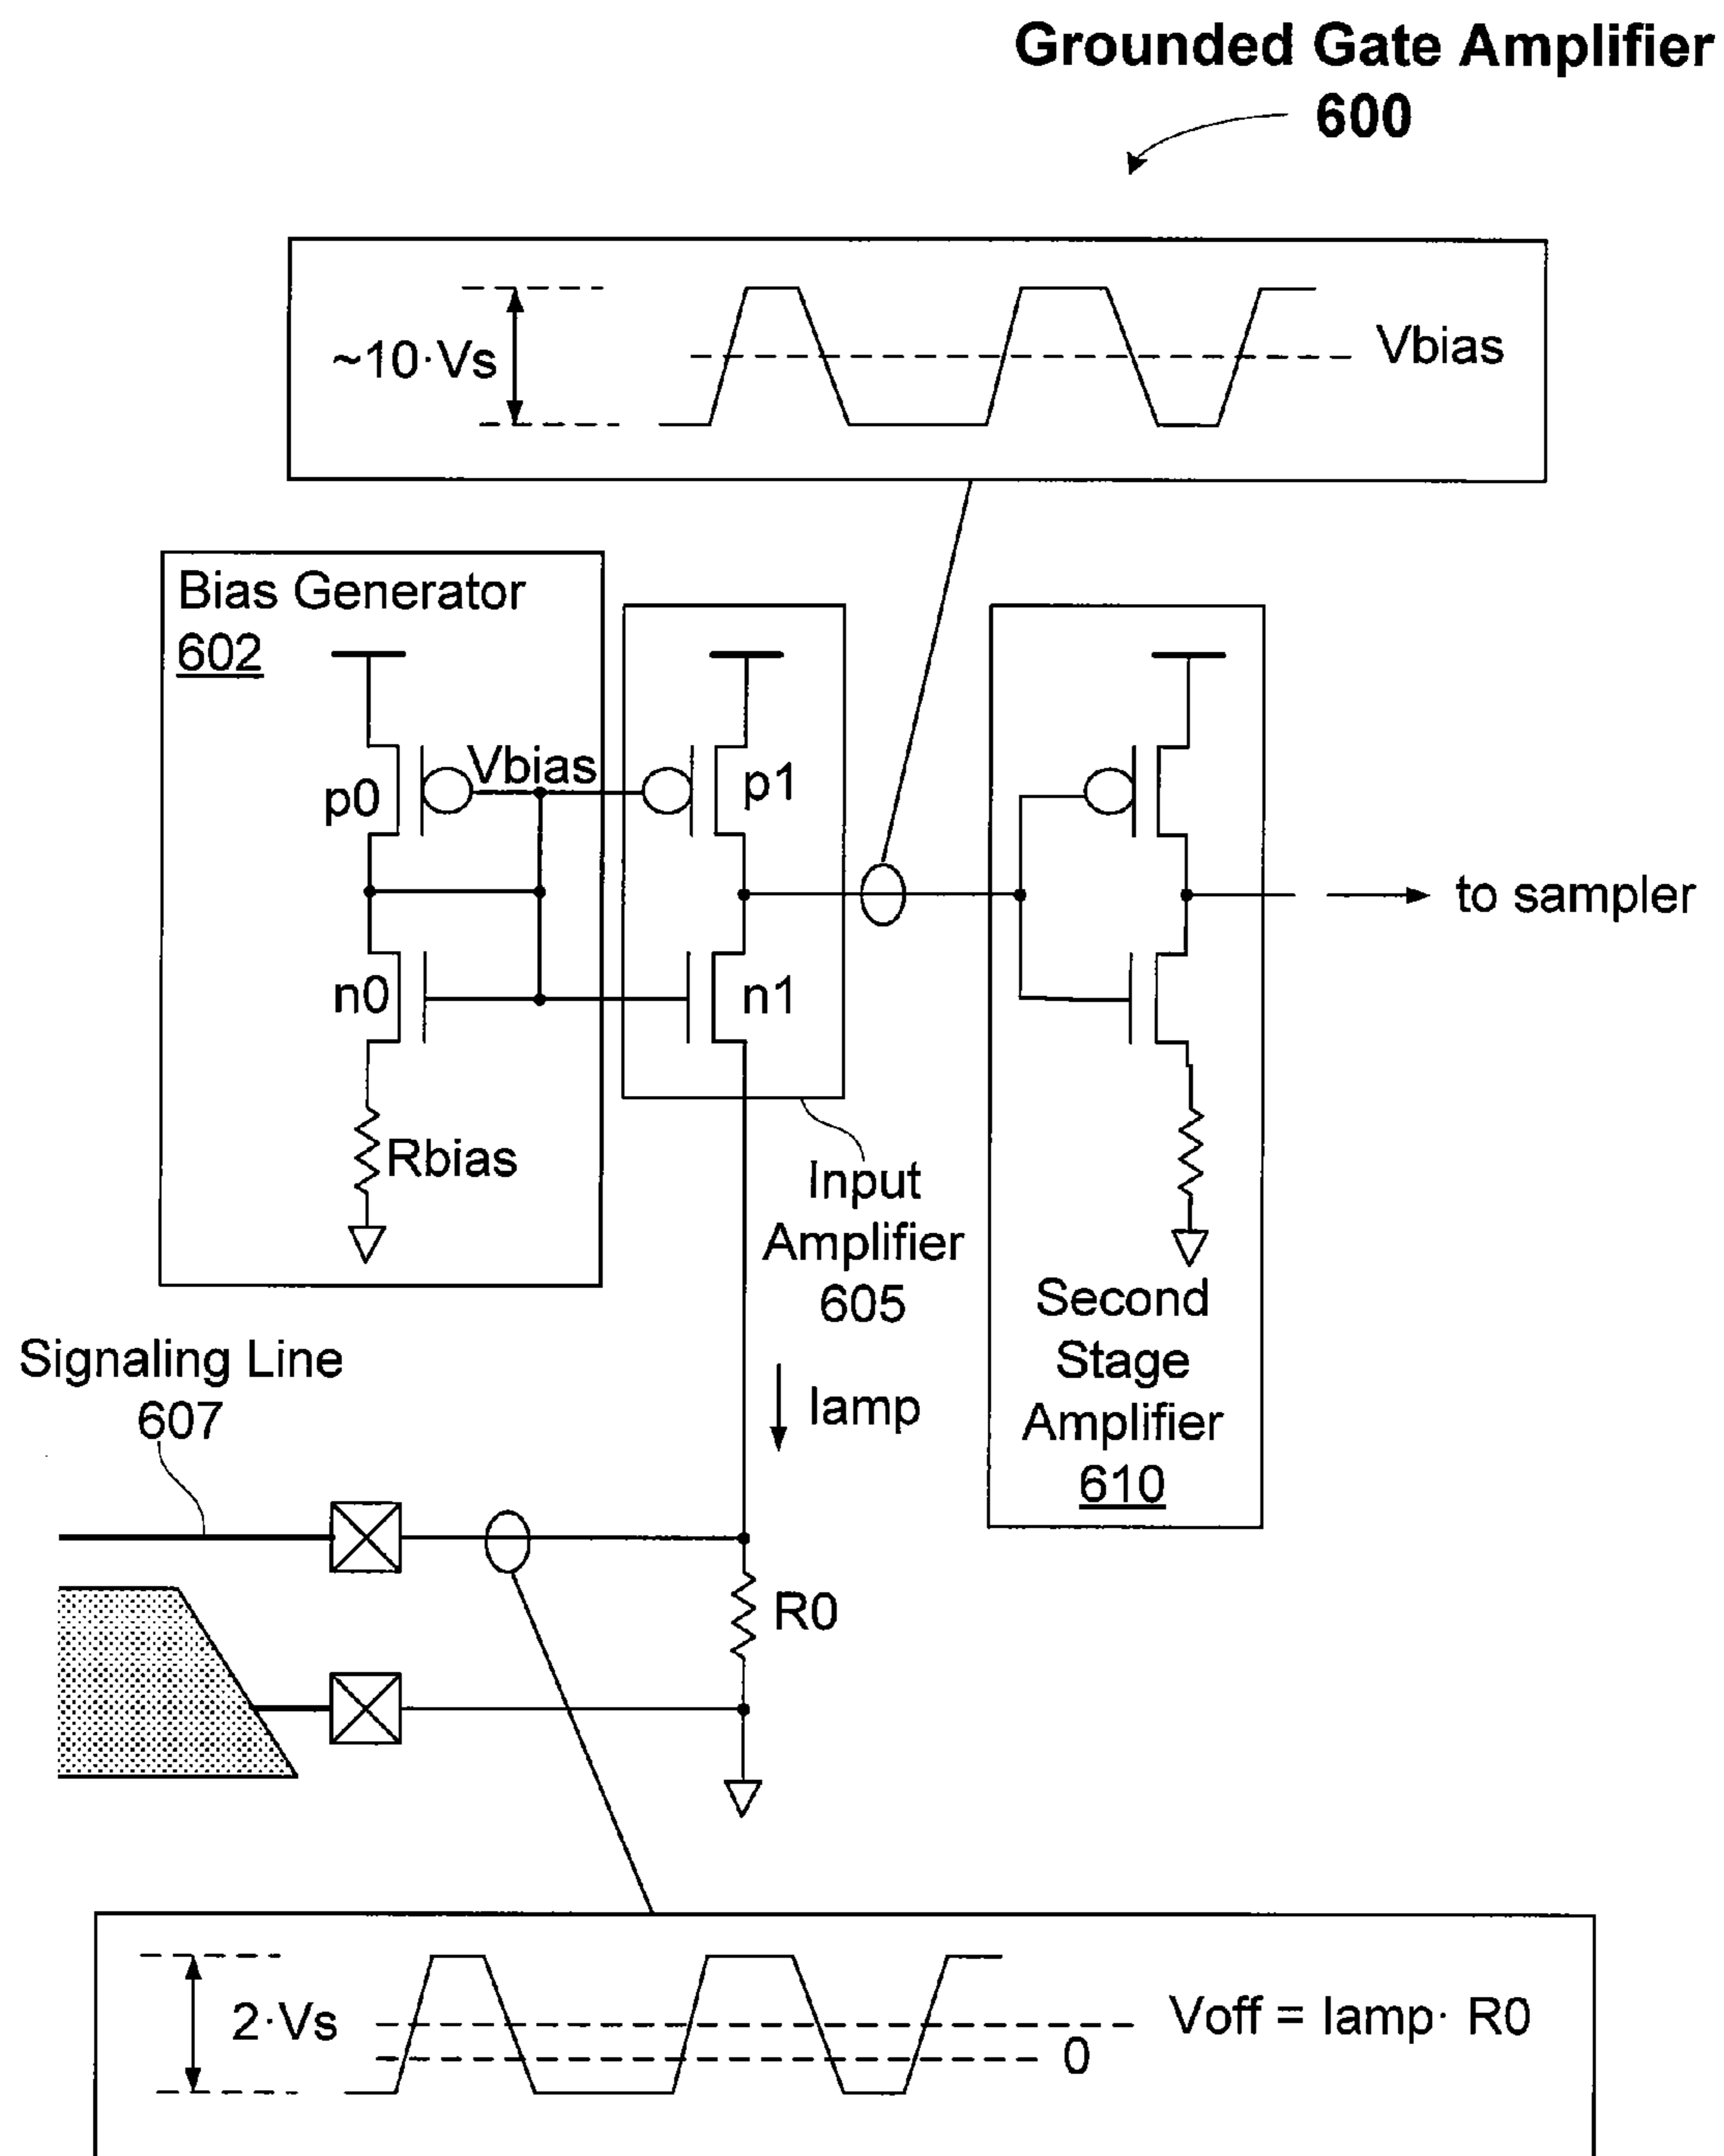 Grounded Gate Amplifier
600
~10·Vs
Vbias
Bias Generator
602
Vbias
p0
p1
n0
n1
Rbias
to sampler
Input
Amplifier
605
Second
Stage
Amplifier
610
Signaling Line
607
Iamp
R0
2·Vs
Voff = Iamp· R0
0